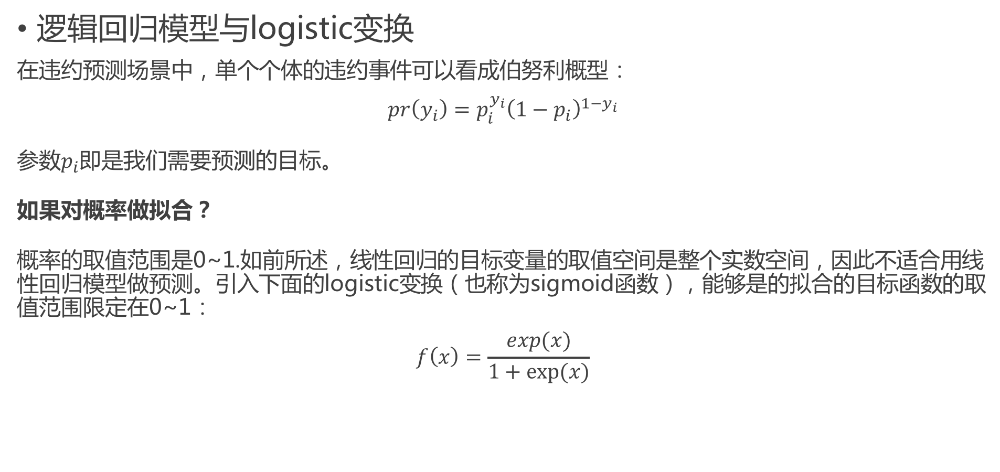 • 逻辑回归模型与logistic变换
在违约预测场景中，单个个体的违约事件可以看成伯努利概型：
$pr(y_i) = p_i^{y_i}(1 - p_i)^{1-y_i}$
参数$p_i$即是我们需要预测的目标。
如果对概率做拟合？
概率的取值范围是0~1.如前所述，线性回归的目标变量的取值空间是整个实数空间，因此不适合用线
性回归模型做预测。引入下面的logistic变换（也称为sigmoid函数），能够是的拟合的目标函数的取
值范围限定在0~1：
$f(x) = \frac{exp(x)}{1 + \exp(x)}$